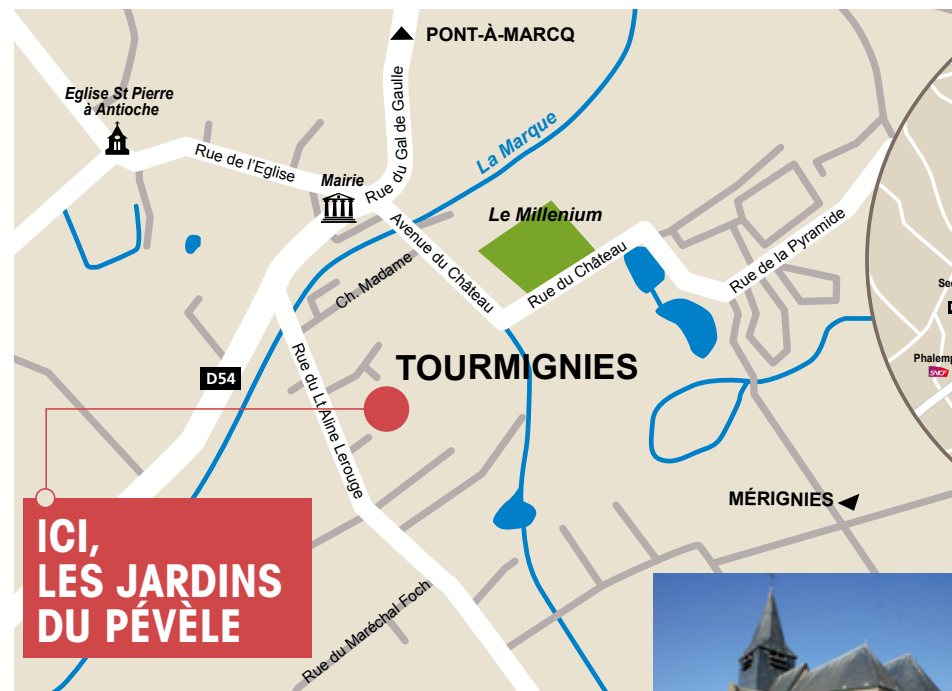 PONT-À-MARCQ
Eglise St Pierre
à Antioche
Rue du Gal de Gaulle
La Marque
Rue de l'Eglise
Mairie
Le Millenium
Avenue du Château
Rue du Château
Rue de la Pyramide
Ch. Madame
TOURMIGNIES
D54
Rue du Lt Aline Lerouge
SNCF
MÉRIGNIES
ICI,
LES JARDINS
DU PÉVÈLE
Rue du Maréchal Foch